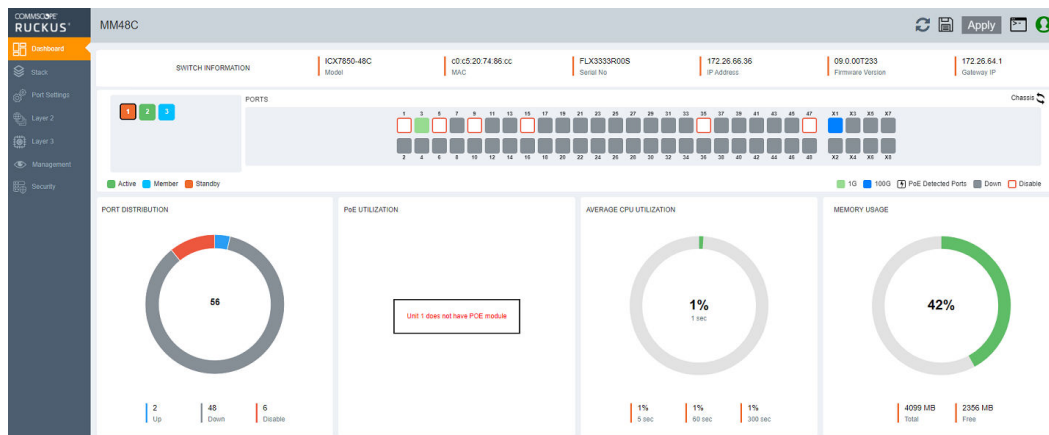 COMMSCOPE
RUCKUS
MM48C
Apply
Dashboard
Stack
Port Settings
Layer 2
Layer 3
Management
Security
SWITCH INFORMATION
ICX7850-48C
Model
c0:c5:20:74:86:cc
MAC
FLX3333R00S
Serial No
172.26.66.36
IP Address
09.0.00T233
Firmware Version
172.26.64.1
Gateway IP
1 2 3
PORTS
Chassis
1 3 5 7 9 11 13 15 17 19 21 23 25 27 29 31 33 35 37 39 41 43 45 47 X1 X3 X5 X7
2 4 6 8 10 12 14 16 18 20 22 24 26 28 30 32 34 36 38 40 42 44 46 48 X2 X4 X6 X8
Active Member Standby
1G 100G PoE Detected Ports Down Disable
PORT DISTRIBUTION
56
2
Up
48
Down
6
Disable
PoE UTILIZATION
Unit 1 does not have POE module
AVERAGE CPU UTILIZATION
1%
1 sec
1%
5 sec
1%
60 sec
1%
300 sec
MEMORY USAGE
42%
4099 MB
Total
2356 MB
Free